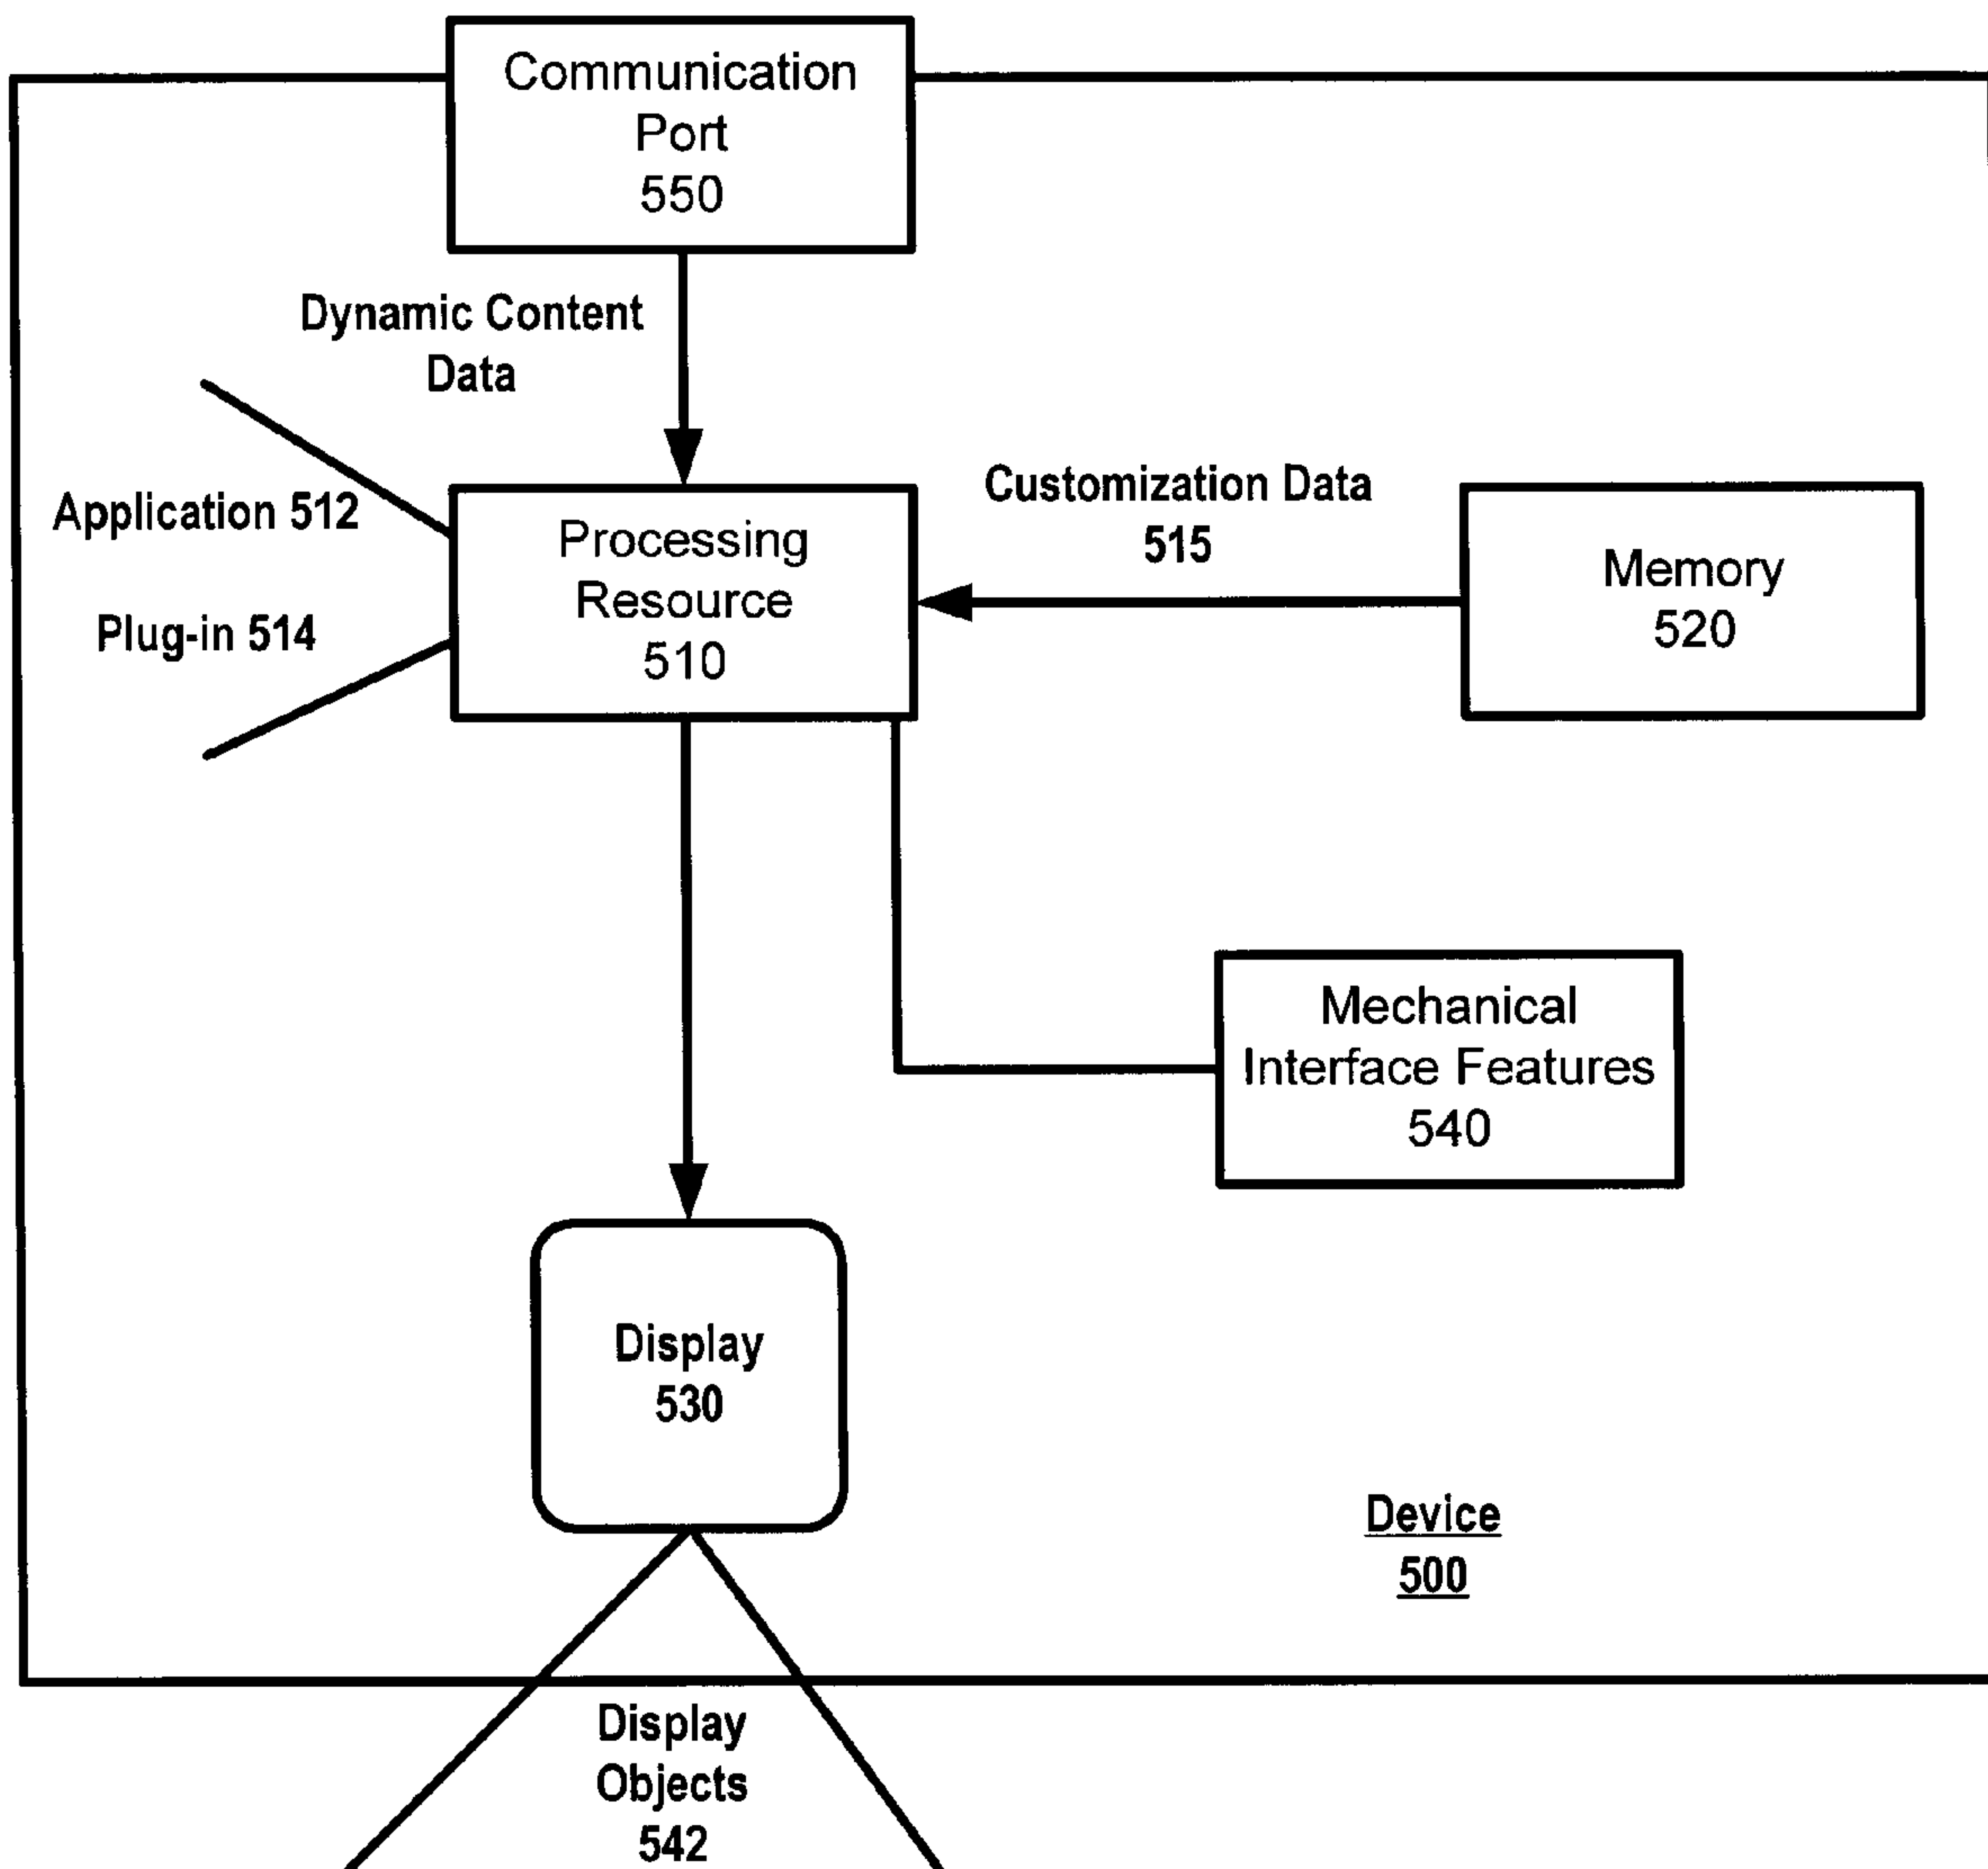 Communication
Port
550
Dynamic Content
Data
Application 512
Plug-in 514
Processing
Resource
510
Customization Data
515
Memory
520
Mechanical
Interface Features
540
Display
530
Device
500
Display
Objects
542